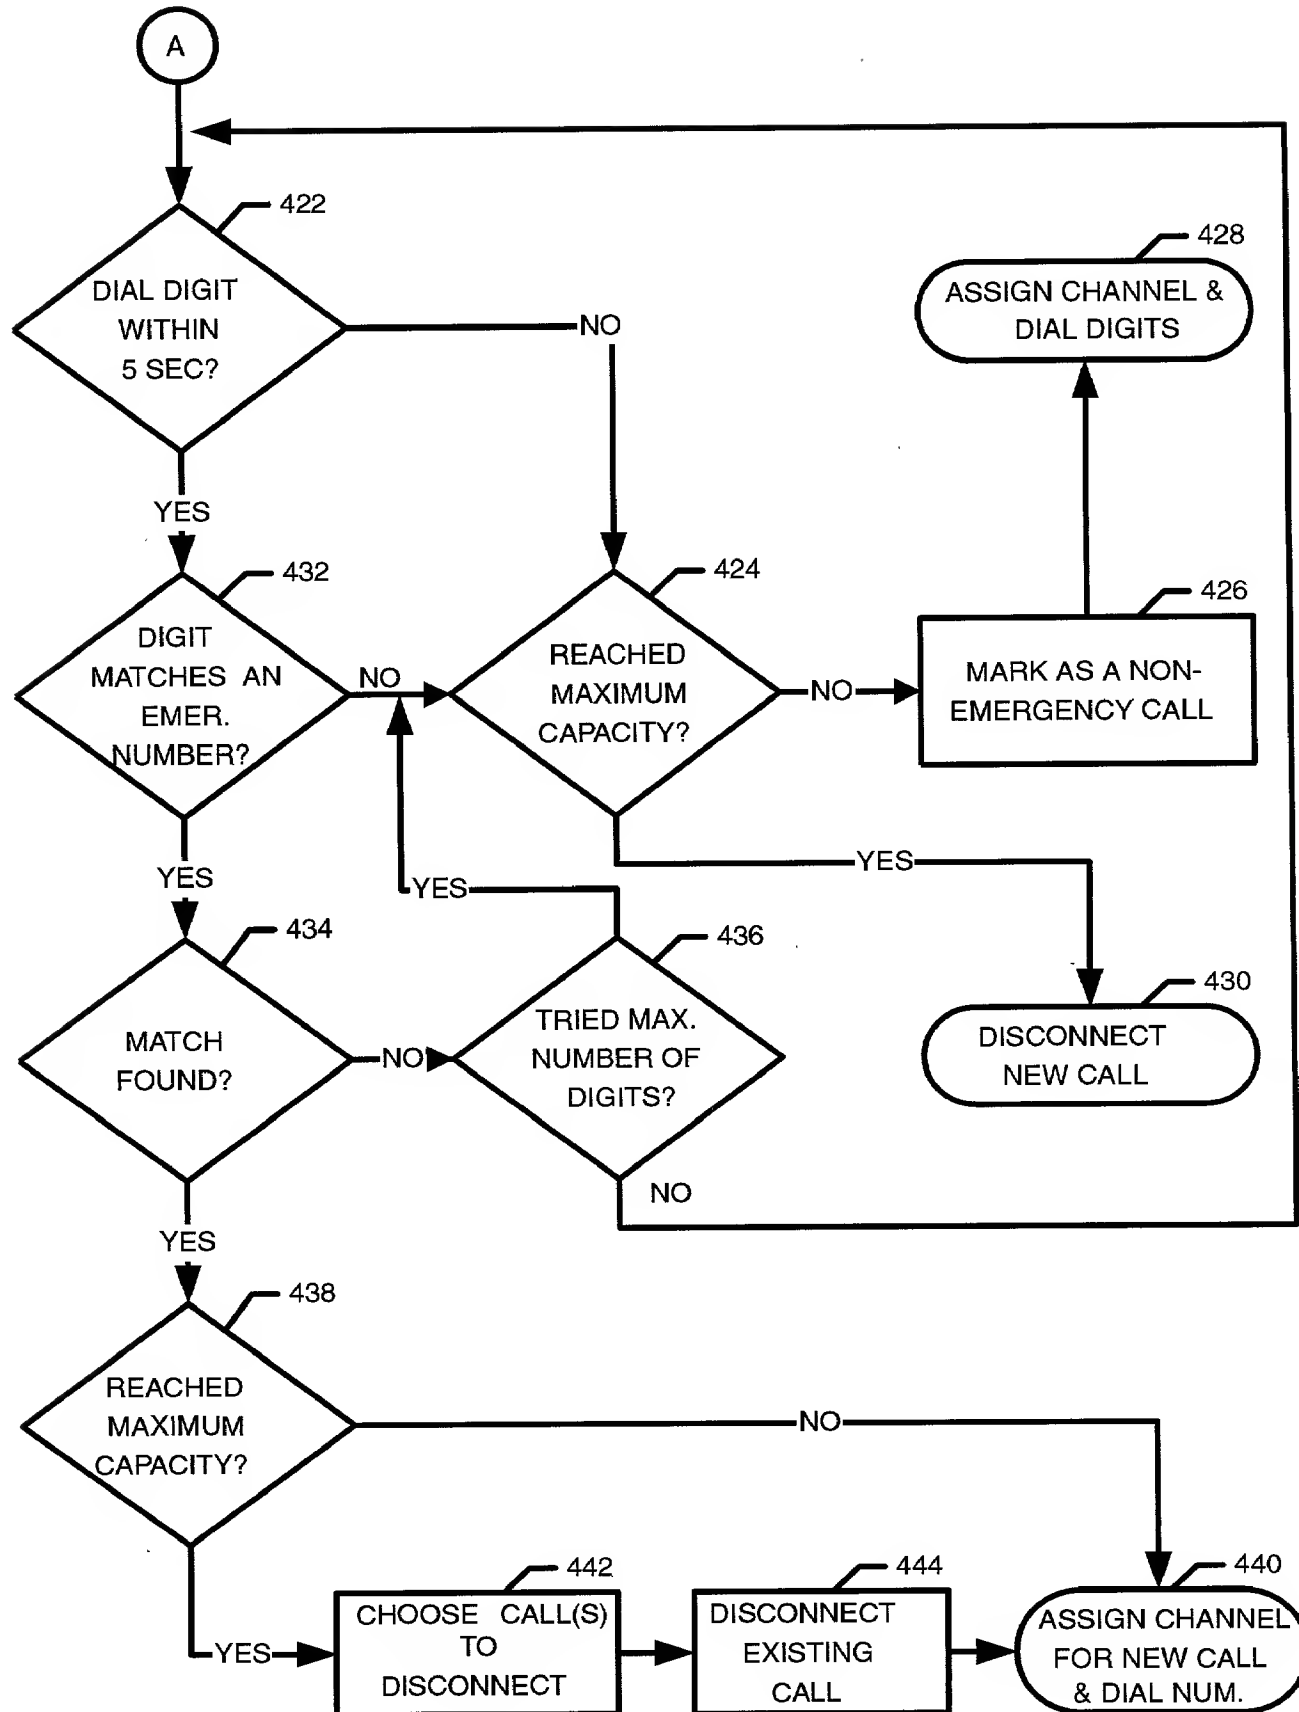 A
422
DIAL DIGIT
WITHIN
5 SEC?
NO
428
ASSIGN CHANNEL &
DIAL DIGITS
YES
432
DIGIT
MATCHES AN
EMER.
NUMBER?
NO
424
REACHED
MAXIMUM
CAPACITY?
NO
426
MARK AS A NON-
EMERGENCY CALL
YES
YES
YES
434
MATCH
FOUND?
NO
436
TRIED MAX.
NUMBER OF
DIGITS?
430
DISCONNECT
NEW CALL
NO
YES
438
REACHED
MAXIMUM
CAPACITY?
NO
YES
442
CHOOSE CALL(S)
TO
DISCONNECT
444
DISCONNECT
EXISTING
CALL
440
ASSIGN CHANNEL
FOR NEW CALL
& DIAL NUM.